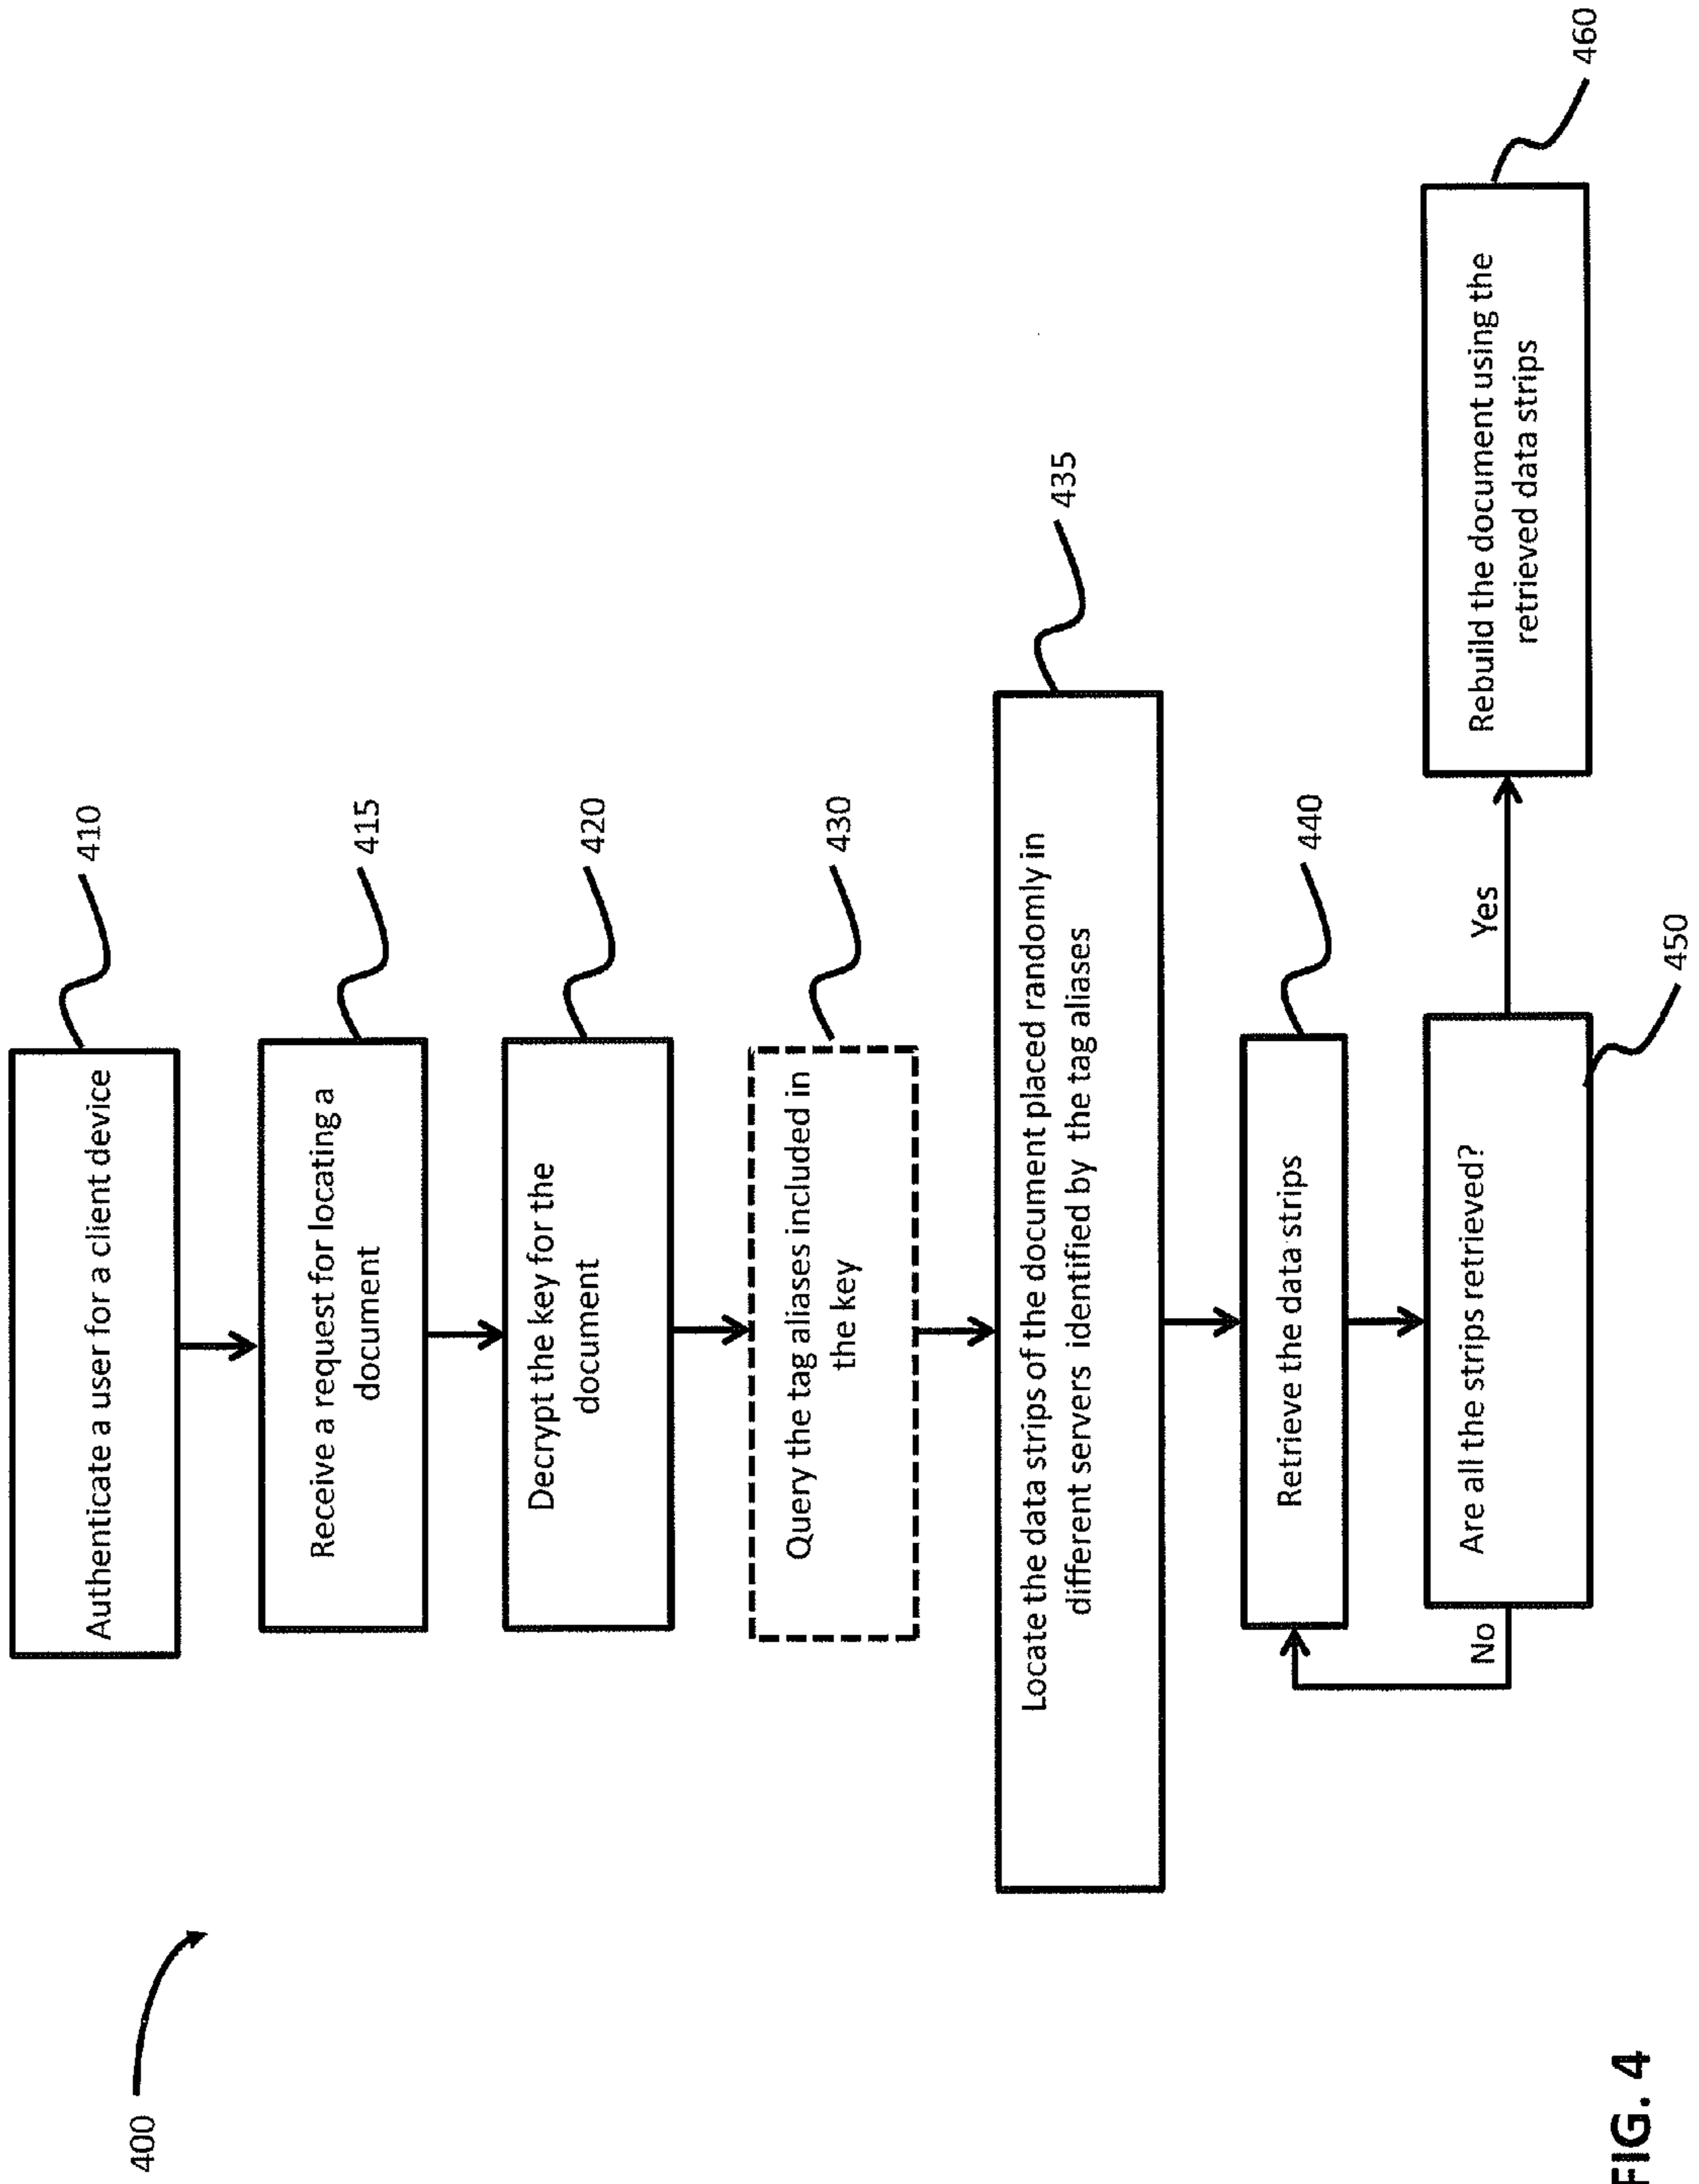 400
Authenticate a user for a client device
410
Receive a request for locating a
document
415
Decrypt the key for the
document
420
Query the tag aliases included in
the key
430
Locate the data strips of the document placed randomly in
different servers identified by the tag aliases
435
Retrieve the data strips
440
Are all the strips retrieved?
450
No
Yes
Rebuild the document using the
retrieved data strips
460
FIG. 4